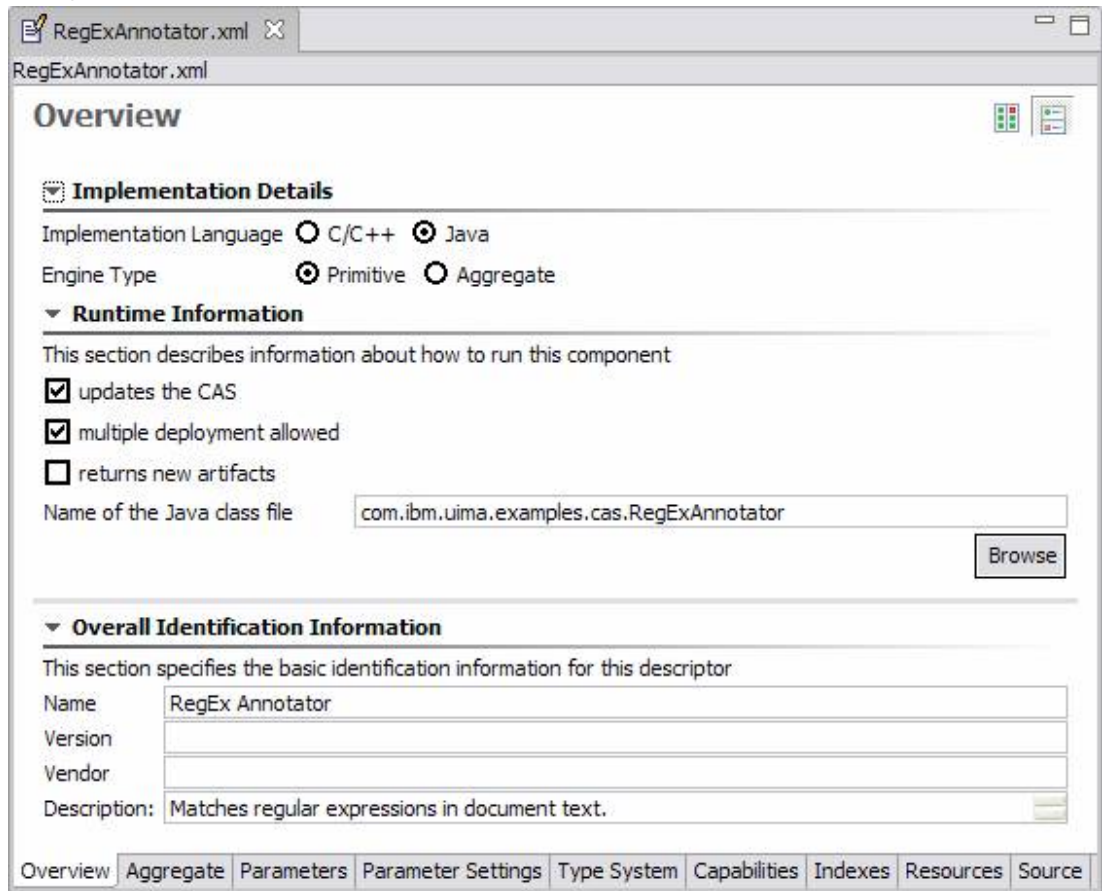 RegExAnnotator.xml
RegExAnnotator.xml
Overview
Implementation Details
Implementation Language C/C++ Java
Engine Type Primitive Aggregate
Runtime Information
This section describes information about how to run this component
updates the CAS
multiple deployment allowed
returns new artifacts
Name of the Java class file com.ibm.uima.examples.cas.RegExAnnotator
Browse
Overall Identification Information
This section specifies the basic identification information for this descriptor
Name RegEx Annotator
Version
Vendor
Description: Matches regular expressions in document text.
Overview Aggregate Parameters Parameter Settings Type System Capabilities Indexes Resources Source